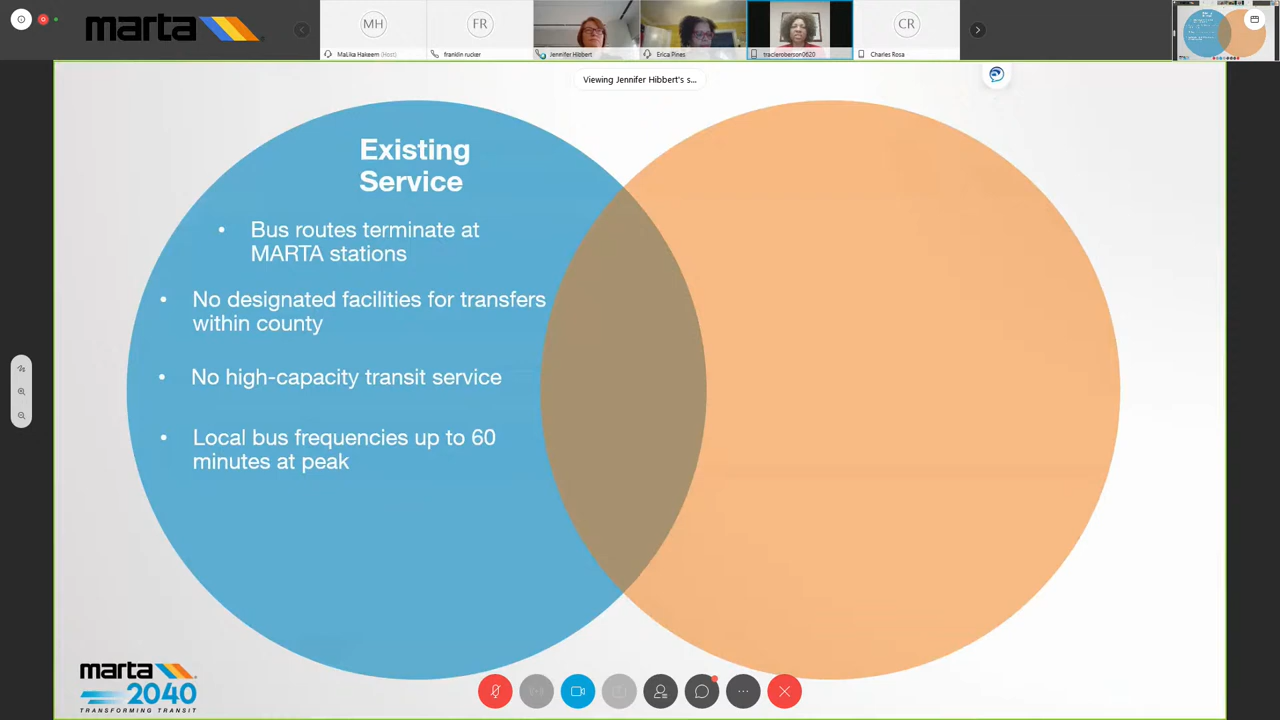 marta
MH
FR
CR
Malika Hakeem (Host)
franklin rucker
Jennifer Hibbert
Erica Pines
tracieroberson0620
Charles Rosa
Viewing Jennifer Hibbert's s...
Existing
Service
• Bus routes terminate at
MARTA stations
• No designated facilities for transfers
within county
• No high-capacity transit service
• Local bus frequencies up to 60
minutes at peak
marta
2040
TRANSFORMING TRANSIT